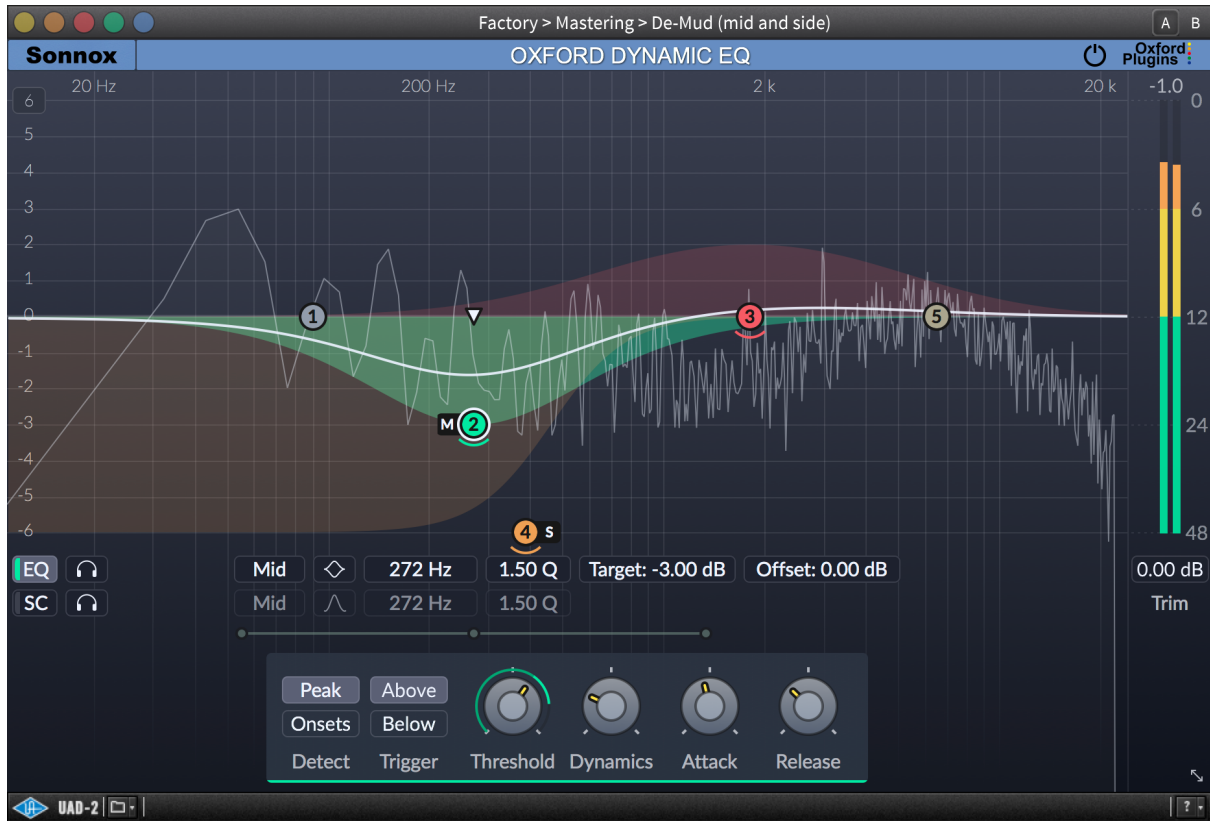 Factory > Mastering > De-Mud (mid and side)
A B
Sonnox
OXFORD DYNAMIC EQ
Oxford Plugins
20 Hz 200 Hz 2 k 20 k -1.0
6 0
5
4
3 6
2
1
0 1 3 5 12
-1
-2
-3 M 2 24
-4
-5
-6 4 S 48
EQ Mid 272 Hz 1.50 Q Target: -3.00 dB Offset: 0.00 dB 0.00 dB
SC Mid 272 Hz 1.50 Q Trim
Peak Above
Onsets Below
Detect Trigger Threshold Dynamics Attack Release
UA UAD-2 ?